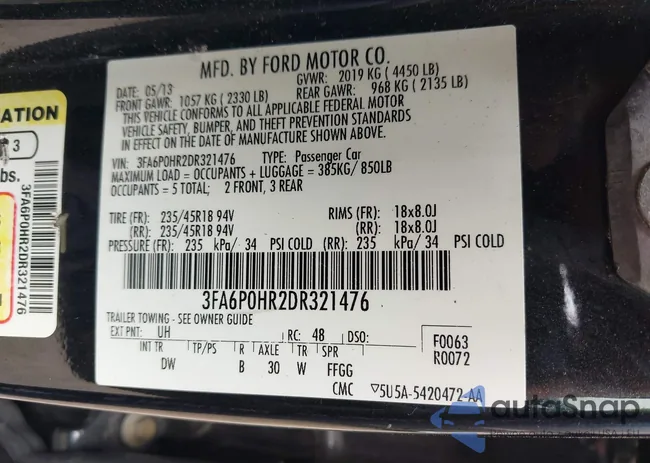 MFD. BY FORD MOTOR CO.
DATE: 05/13 GVWR: 2019 KG ( 4450 LB)
FRONT GAWR: 1057 KG ( 2330 LB) REAR GAWR: 968 KG ( 2135 LB)
THIS VEHICLE CONFORMS TO ALL APPLICABLE FEDERAL MOTOR
VEHICLE SAFETY, BUMPER, AND THEFT PREVENTION STANDARDS
IN EFFECT ON THE DATE OF MANUFACTURE SHOWN ABOVE.
VIN: 3FA6P0HR2DR321476 TYPE: Passenger Car
MAXIMUM LOAD = OCCUPANTS + LUGGAGE = 385KG/ 850LB
OCCUPANTS = 5 TOTAL; 2 FRONT, 3 REAR
TIRE (FR): 235/45R18 94V RIMS (FR): 18x8.0J
(RR): 235/45R18 94V (RR): 18x8.0J
PRESSURE (FR): 235 kPa/ 34 PSI COLD (RR): 235 kPa/ 34 PSI COLD
3FA6P0HR2DR321476
TRAILER TOWING - SEE OWNER GUIDE
EXT PNT: UH RC: 48 DSO: F0063
INT TR TP/PS R AXLE TR SPR R0072
DW B 30 W FFGG
CMC ▽5U5A-5420472-AA
ATION
3
bs.
3FA6P0HR2DR321476
autoSnap